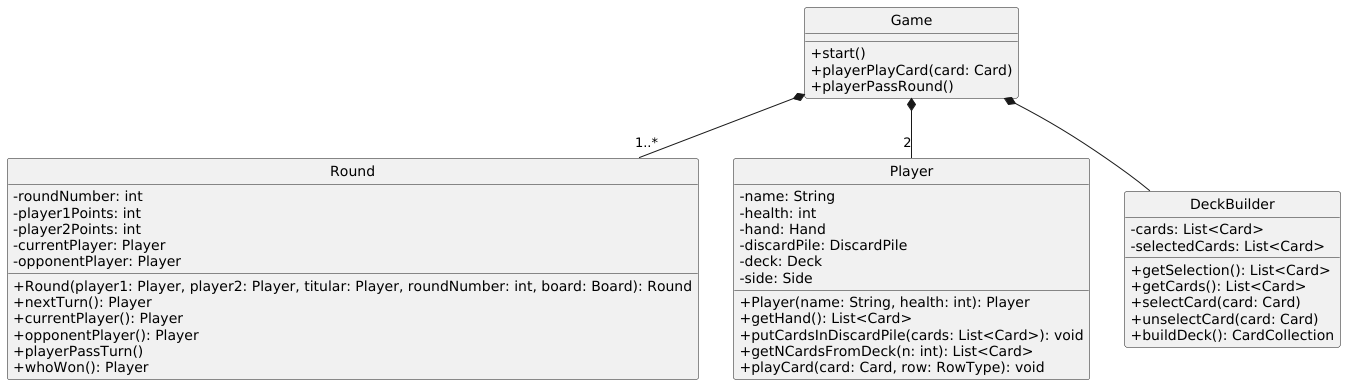 Game
+start()
+playerPlayCard(card: Card)
+playerPassRound()
1..*
2
Round
-roundNumber: int
-player1Points: int
-player2Points: int
-currentPlayer: Player
-opponentPlayer: Player
+Round(player1: Player, player2: Player, titular: Player, roundNumber: int, board: Board): Round
+nextTurn(): Player
+currentPlayer(): Player
+opponentPlayer(): Player
+playerPassTurn()
+whoWon(): Player
Player
-name: String
-health: int
-hand: Hand
-discardPile: DiscardPile
-deck: Deck
-side: Side
+Player(name: String, health: int): Player
+getHand(): List<Card>
+putCardsInDiscardPile(cards: List<Card>): void
+getNCardsFromDeck(n: int): List<Card>
+playCard(card: Card, row: RowType): void
DeckBuilder
-cards: List<Card>
-selectedCards: List<Card>
+getSelection(): List<Card>
+getCards(): List<Card>
+selectCard(card: Card)
+unselectCard(card: Card)
+buildDeck(): CardCollection